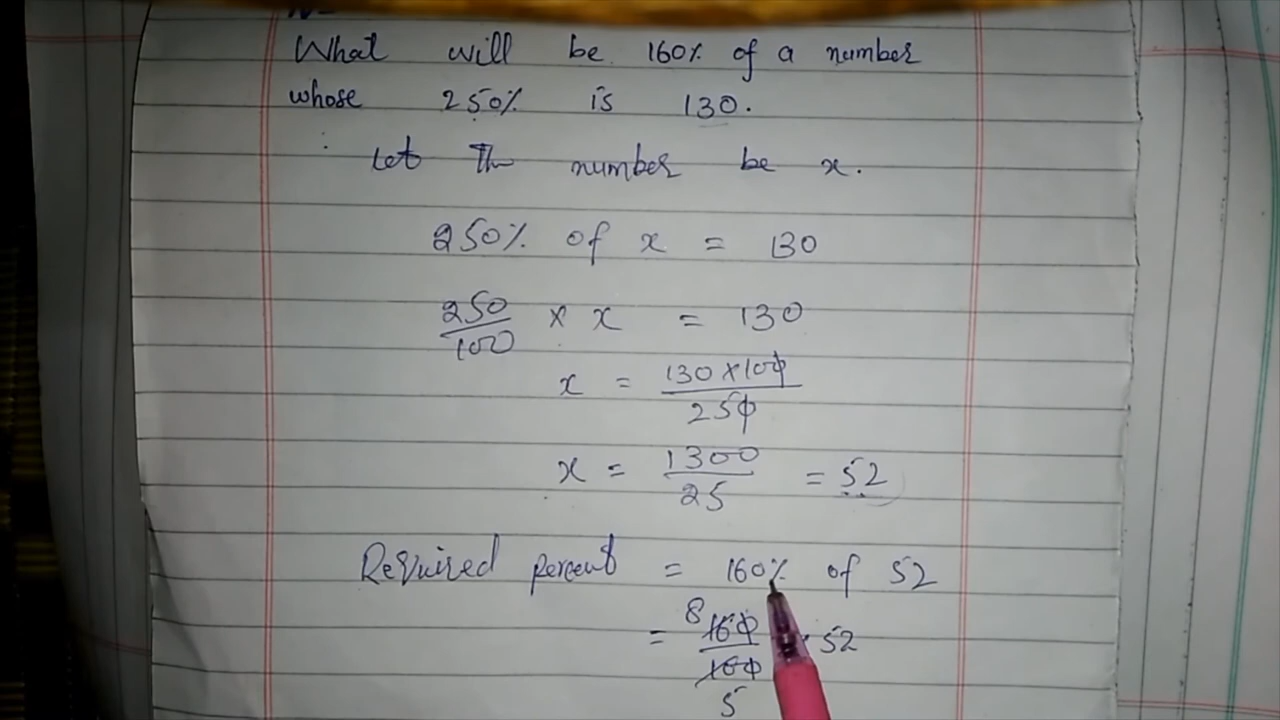 What will be 160% of a number
whose 250% is 130.
Let the number be x.
250% of x = 130
250/100 × x = 130
x = 130×100/250
x = 1300/25 = 52
Required percent = 160% of 52
= 8 160/100 52
5